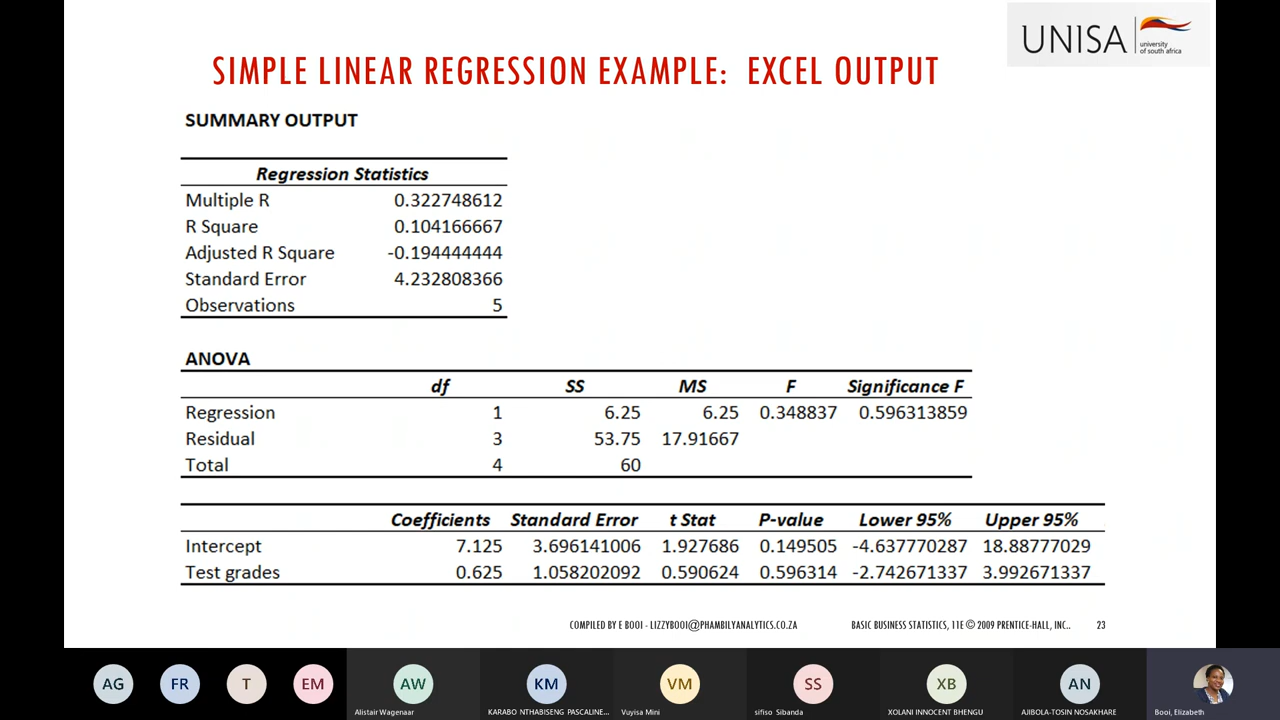 UNISA
university
of south africa
SIMPLE LINEAR REGRESSION EXAMPLE: EXCEL OUTPUT
SUMMARY OUTPUT
Regression Statistics
Multiple R 0.322748612
R Square 0.104166667
Adjusted R Square -0.194444444
Standard Error 4.232808366
Observations 5
ANOVA
df SS MS F Significance F
Regression 1 6.25 6.25 0.348837 0.596313859
Residual 3 53.75 17.91667
Total 4 60
Coefficients Standard Error t Stat P-value Lower 95% Upper 95%
Intercept 7.125 3.696141006 1.927686 0.149505 -4.637770287 18.88777029
Test grades 0.625 1.058202092 0.590624 0.596314 -2.742671337 3.992671337
COMPILED BY E BOOI - LIZZYBOOI@PHAMBILYANALYTICS.CO.ZA BASIC BUSINESS STATISTICS, 11E © 2009 PRENTICE-HALL, INC.. 23
AG FR T EM AW KM VM SS XB AN
Alistair Wagenaar KARABO NTHABISENG PASCALINE... Vuyisa Mini sifiso Sibanda XOLANI INNOCENT BHENGU AJIBOLA-TOSIN NOSAKHARE Booi, Elizabeth